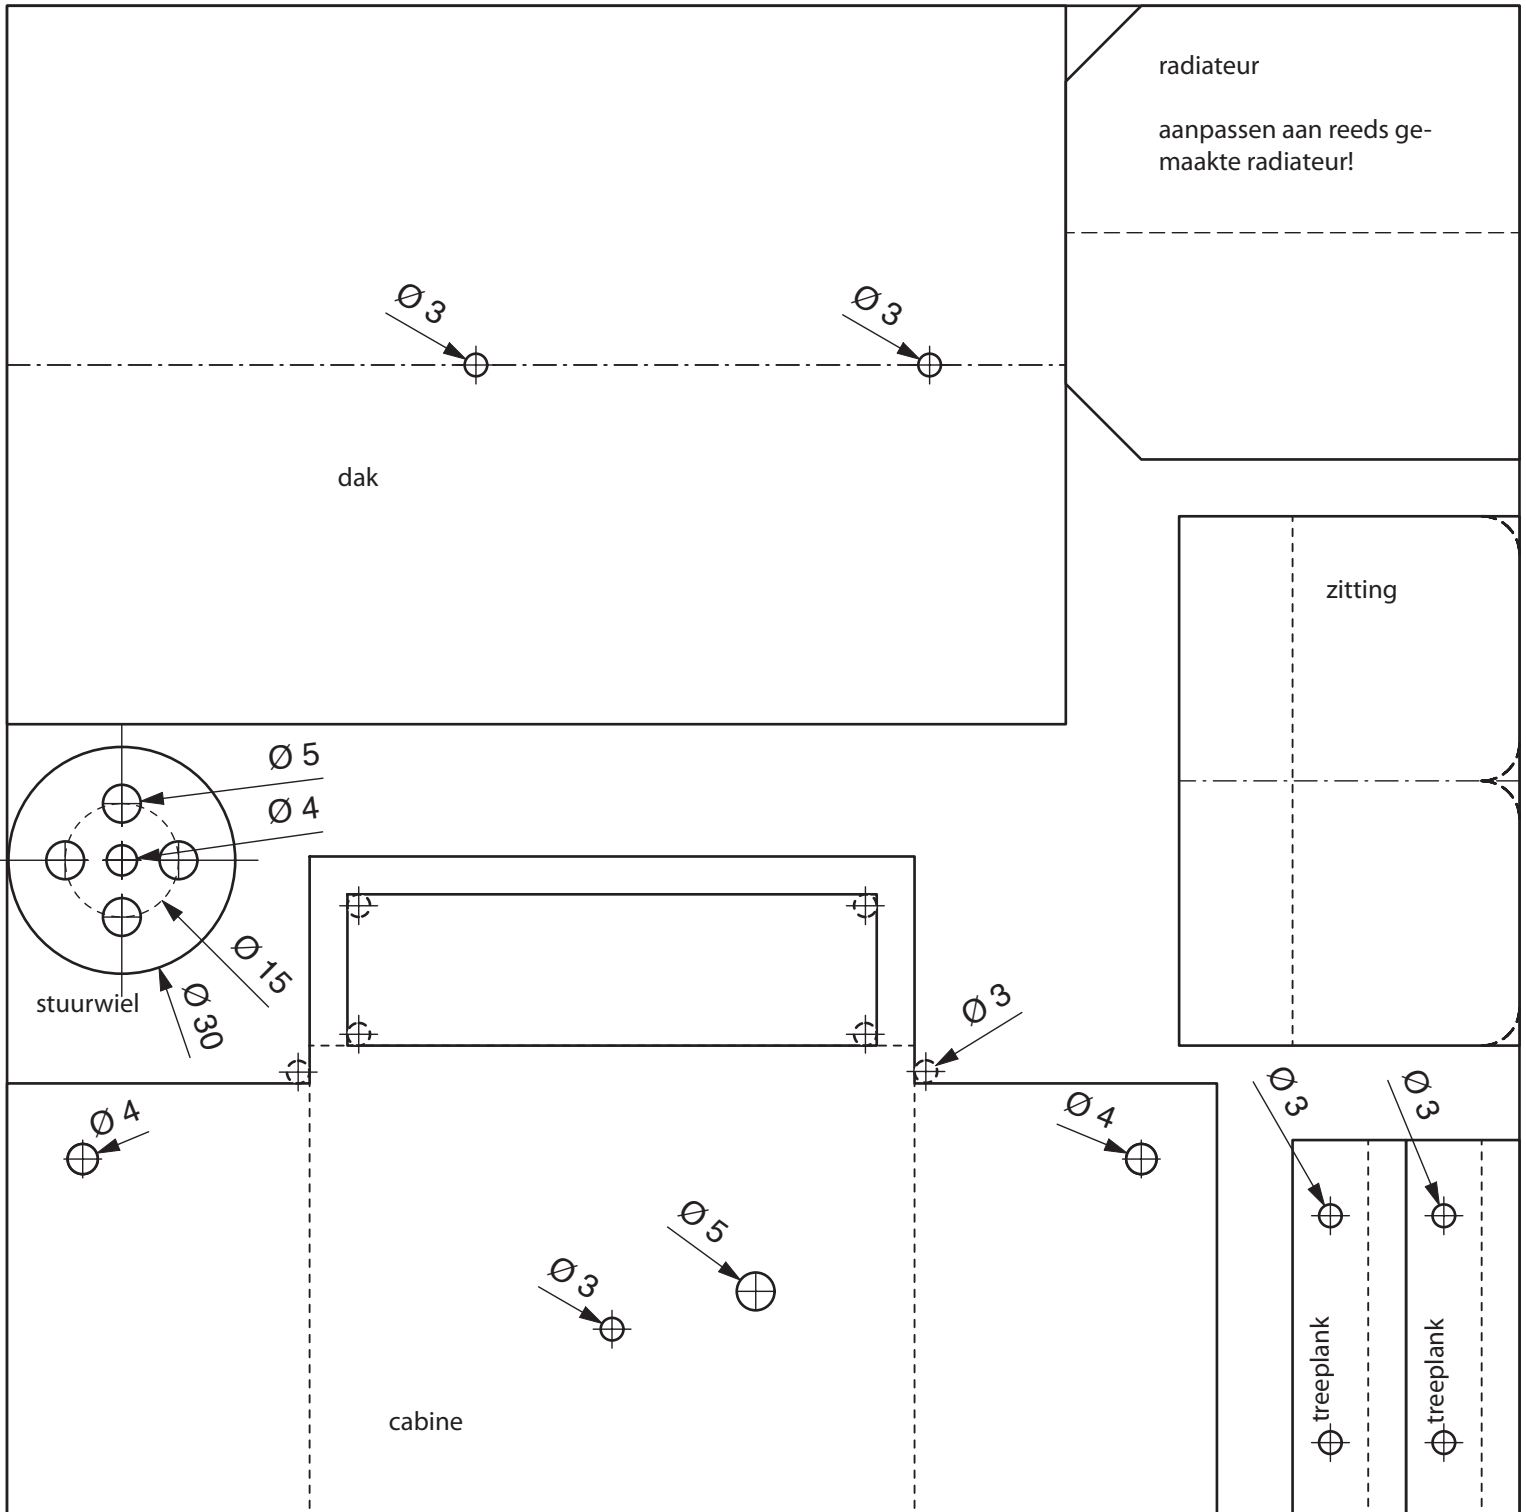 radiateur
aanpassen aan reeds ge-
maakte radiateur!
Ø 3
Ø 3
dak
zitting
Ø 5
Ø 4
Ø 15
Ø 30
stuurwiel
Ø 3
Ø 4
Ø 4
Ø 3
Ø 3
Ø 5
Ø 3
treeplank
treeplank
cabine